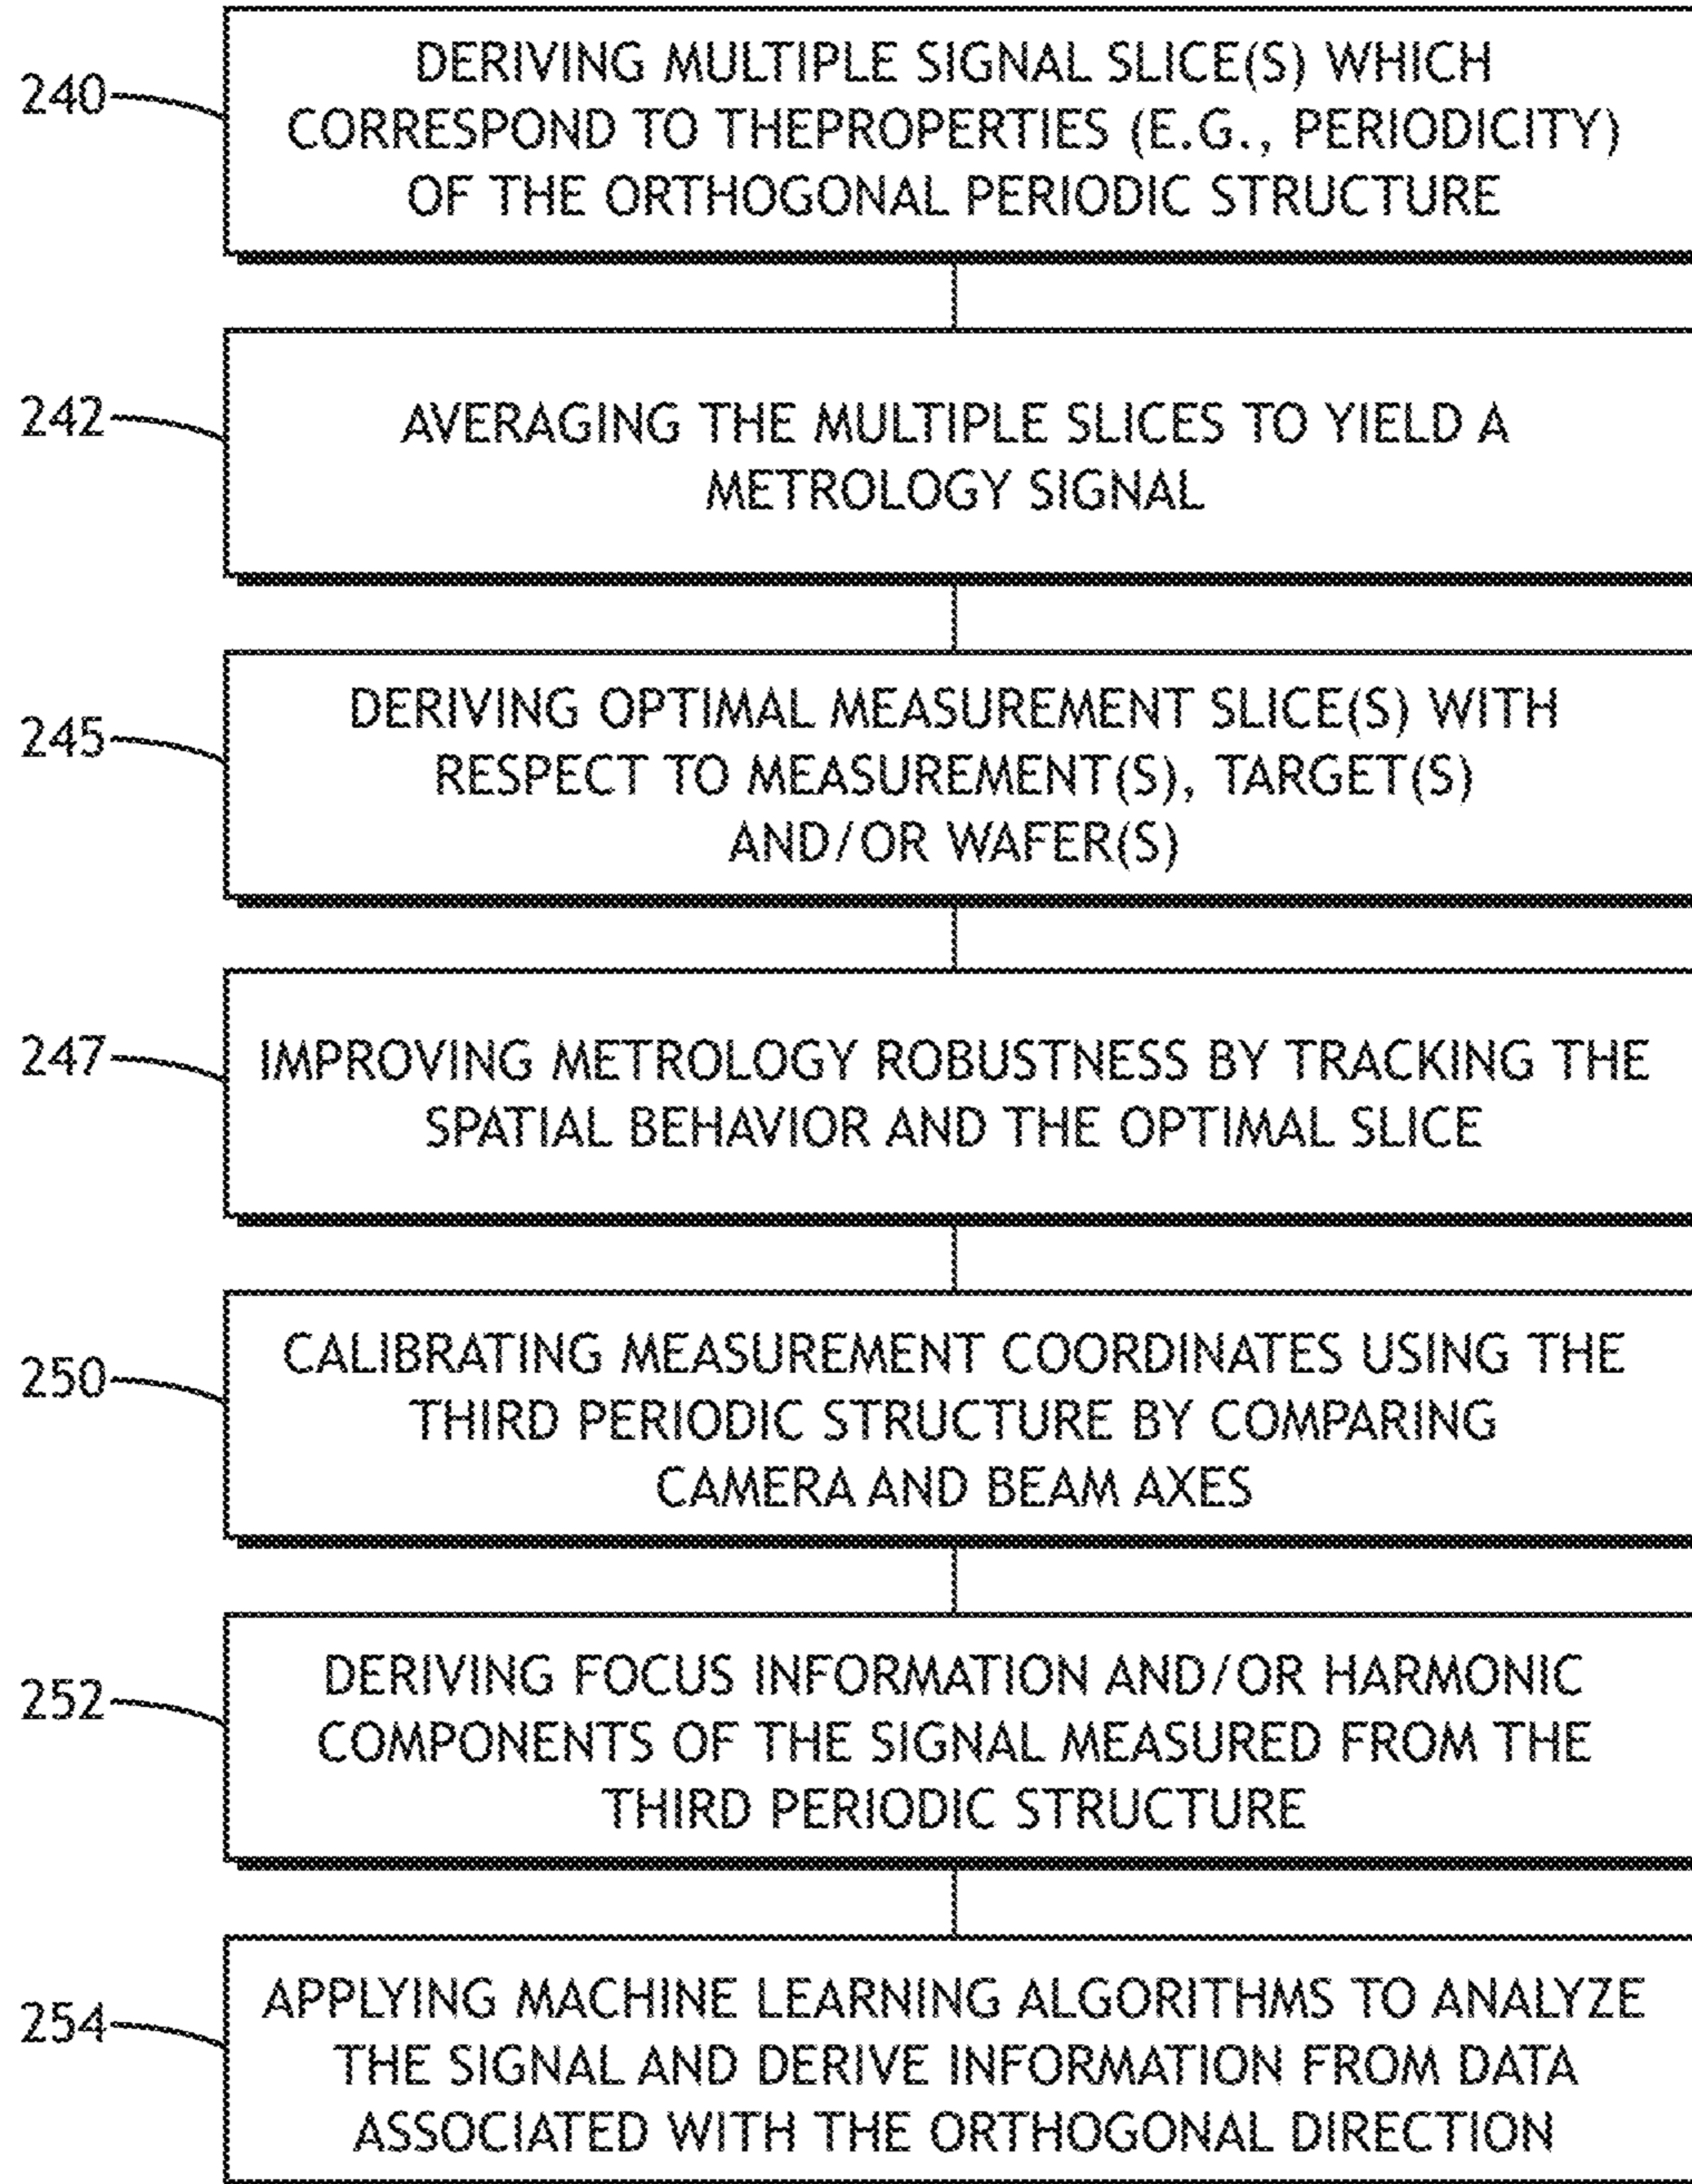 240
DERIVING MULTIPLE SIGNAL SLICE(S) WHICH
CORRESPOND TO THEPROPERTIES (E.G., PERIODICITY)
OF THE ORTHOGONAL PERIODIC STRUCTURE
242
AVERAGING THE MULTIPLE SLICES TO YIELD A
METROLOGY SIGNAL
245
DERIVING OPTIMAL MEASUREMENT SLICE(S) WITH
RESPECT TO MEASUREMENT(S), TARGET(S)
AND/OR WAFER(S)
247
IMPROVING METROLOGY ROBUSTNESS BY TRACKING THE
SPATIAL BEHAVIOR AND THE OPTIMAL SLICE
250
CALIBRATING MEASUREMENT COORDINATES USING THE
THIRD PERIODIC STRUCTURE BY COMPARING
CAMERA AND BEAM AXES
252
DERIVING FOCUS INFORMATION AND/OR HARMONIC
COMPONENTS OF THE SIGNAL MEASURED FROM THE
THIRD PERIODIC STRUCTURE
254
APPLYING MACHINE LEARNING ALGORITHMS TO ANALYZE
THE SIGNAL AND DERIVE INFORMATION FROM DATA
ASSOCIATED WITH THE ORTHOGONAL DIRECTION